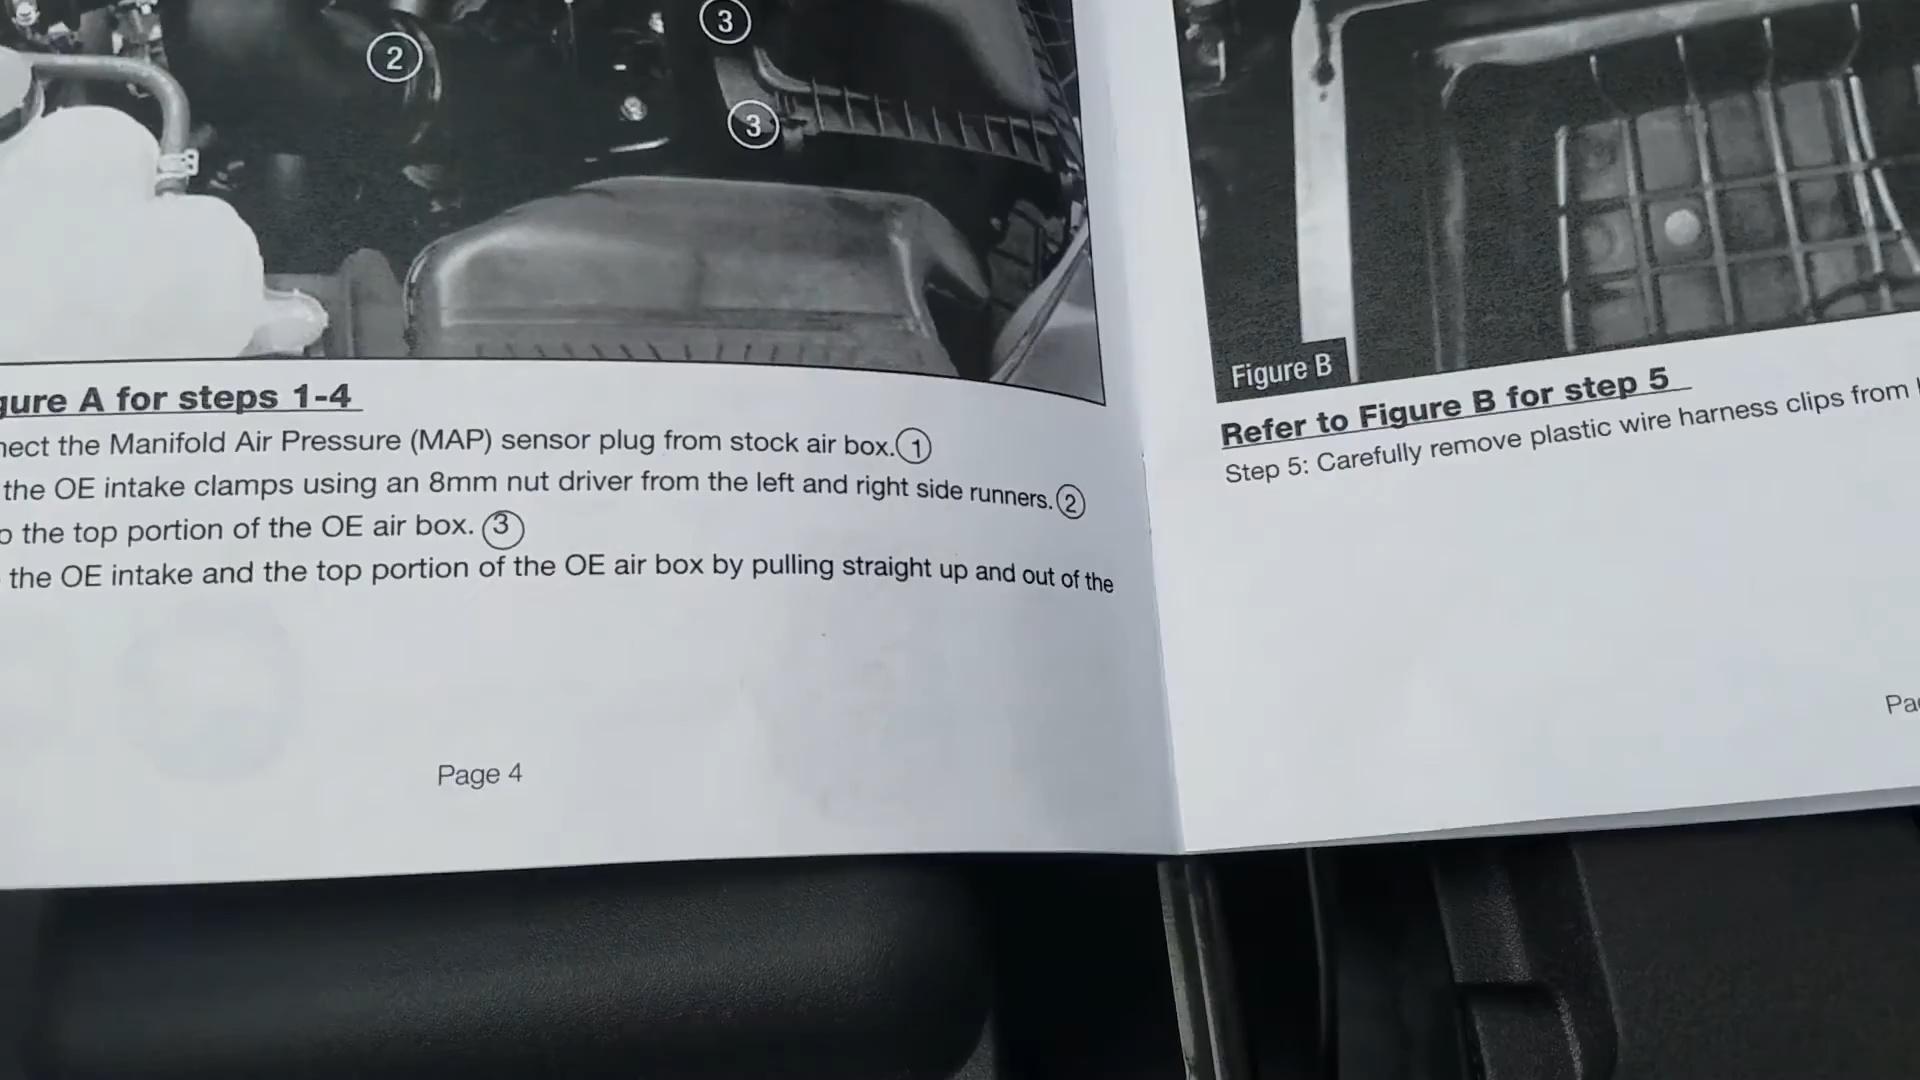 2
3
3
gure A for steps 1-4
nect the Manifold Air Pressure (MAP) sensor plug from stock air box. 1
the OE intake clamps using an 8mm nut driver from the left and right side runners. 2
the top portion of the OE air box. 3
the OE intake and the top portion of the OE air box by pulling straight up and out of the
Page 4
Figure B
Refer to Figure B for step 5
Step 5: Carefully remove plastic wire harness clips from